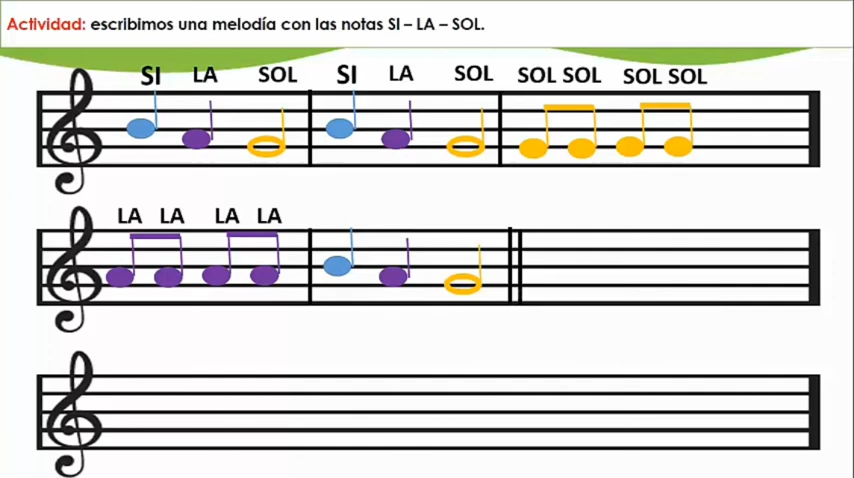 Actividad: escribimos una melodía con las notas SI – LA – SOL.
SI LA SOL SI LA SOL SOL SOL SOL SOL
LA LA LA LA